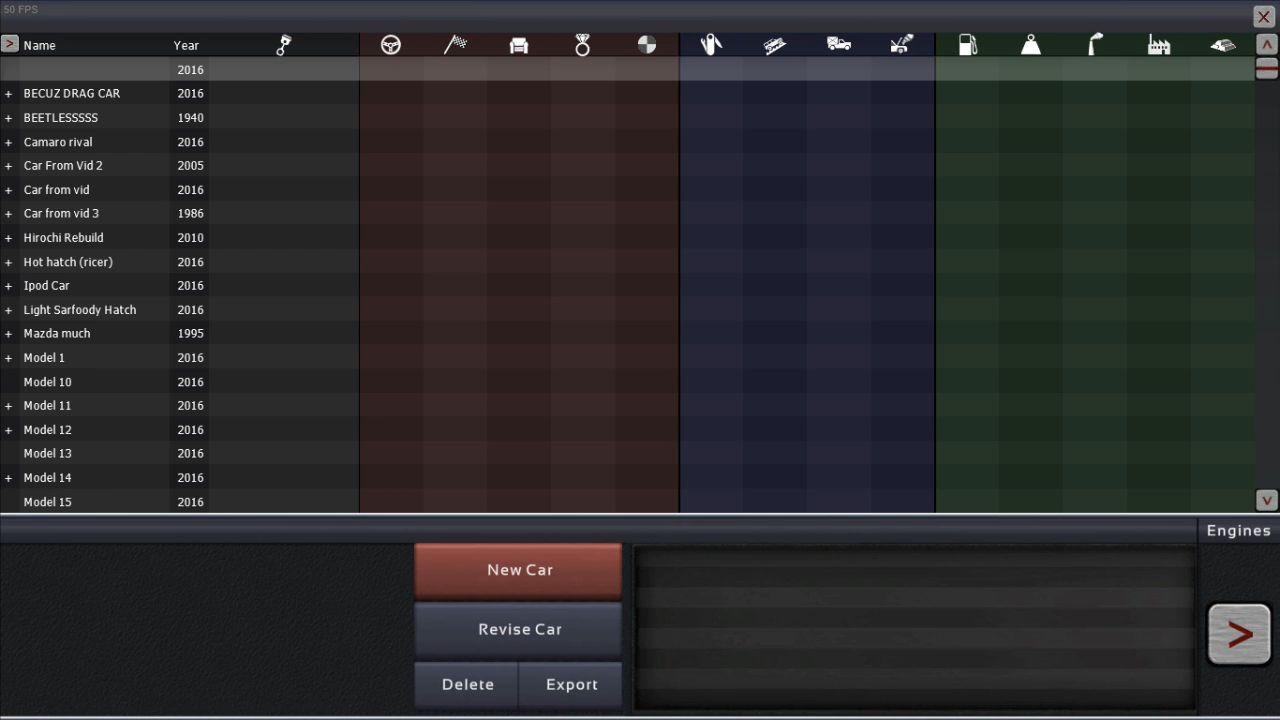 50 FPS
> Name Year
2016
+ BECUZ DRAG CAR 2016
+ BEETLESSSSS 1940
+ Camaro rival 2016
+ Car From Vid 2 2005
+ Car from vid 2016
+ Car from vid 3 1986
+ Hirochi Rebuild 2010
+ Hot hatch (ricer) 2016
+ Ipod Car 2016
+ Light Sarfoody Hatch 2016
+ Mazda much 1995
+ Model 1 2016
Model 10 2016
+ Model 11 2016
+ Model 12 2016
Model 13 2016
+ Model 14 2016
Model 15 2016
Engines
New Car
Revise Car
Delete Export